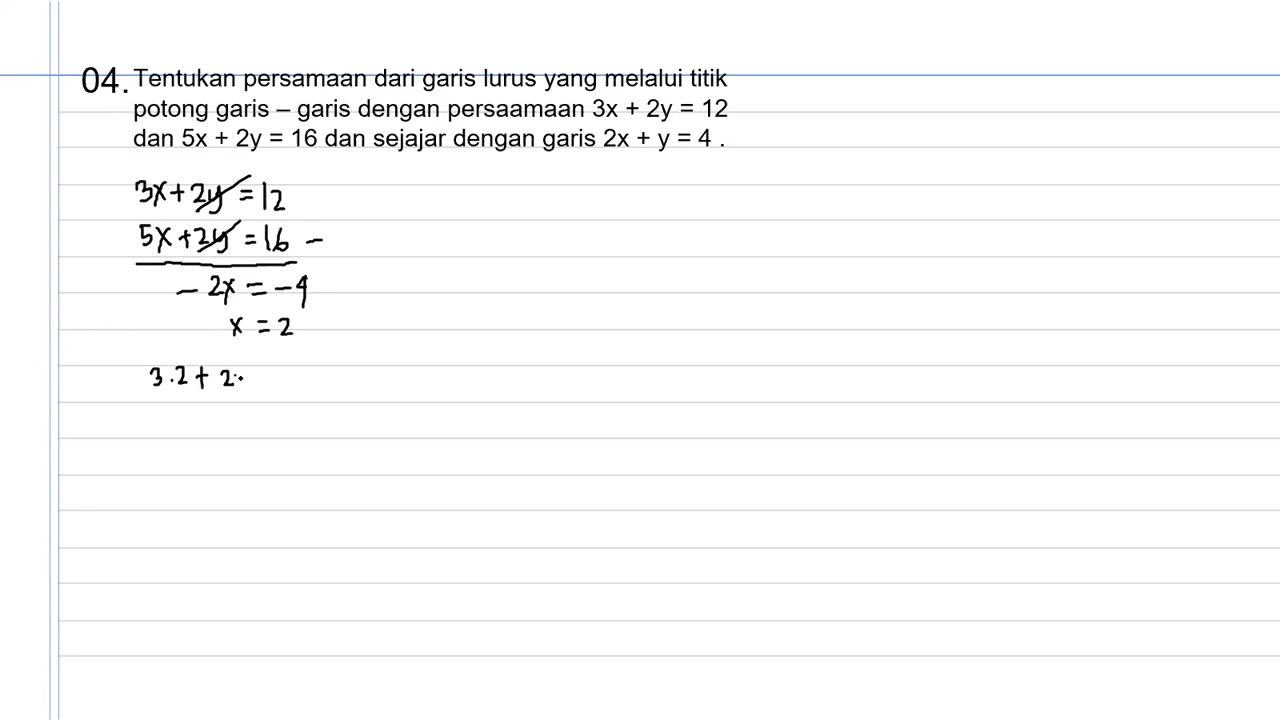 04. Tentukan persamaan dari garis lurus yang melalui titik
potong garis – garis dengan persaamaan 3x + 2y = 12
dan 5x + 2y = 16 dan sejajar dengan garis 2x + y = 4 .
3x + 2y = 12
5x + 2y = 16 -
- 2x = -4
x = 2
3.2 + 2.